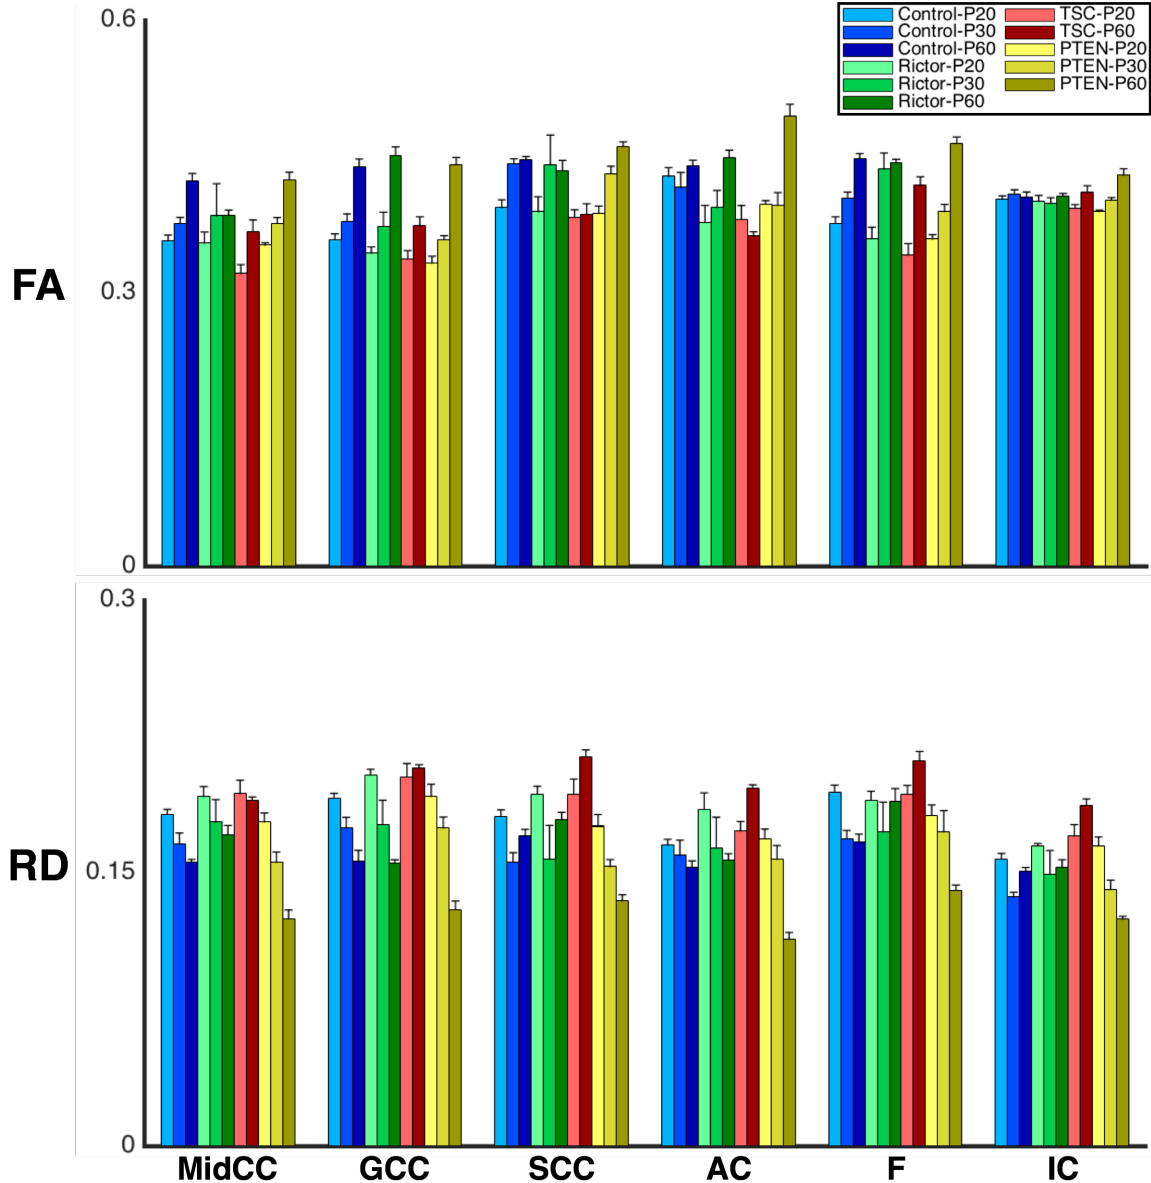 0.6
Control-P20 TSC-P20
Control-P30 TSC-P60
Control-P60 PTEN-P20
Rictor-P20 PTEN-P30
Rictor-P30 PTEN-P60
Rictor-P60
FA
0.3
0
0.3
RD
0.15
0
MidCC GCC SCC AC F IC